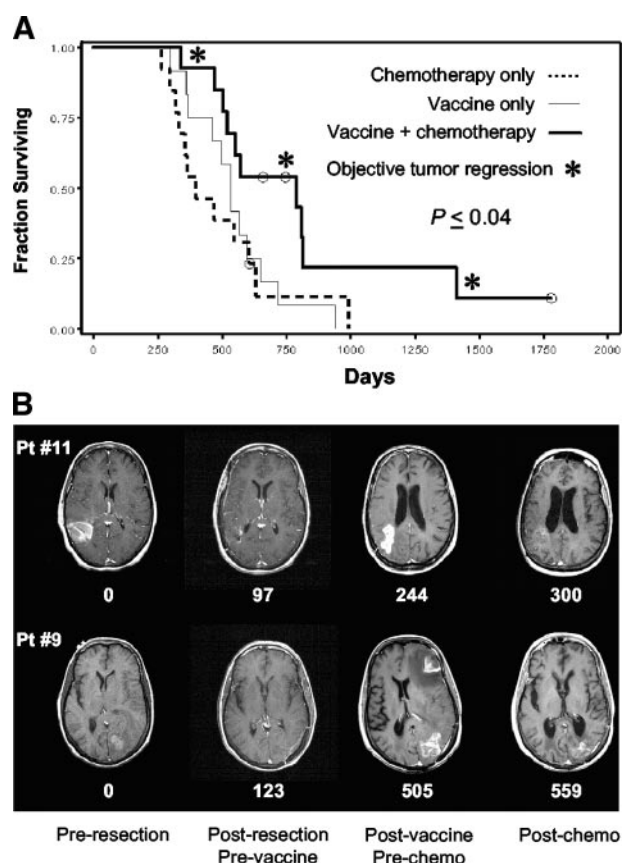 A
Fraction Surviving
1.00
0.75
0.50
0.25
0.00
Chemotherapy only
Vaccine only
Vaccine + chemotherapy
Objective tumor regression *
P ≤ 0.04
* * *
0 250 500 750 1000 1250 1500 1750 2000
Days
B
Pt #11
0 97 244 300
Pt #9
0 123 505 559
Pre-resection Post-resection Post-vaccine Post-chemo
Pre-vaccine Pre-chemo